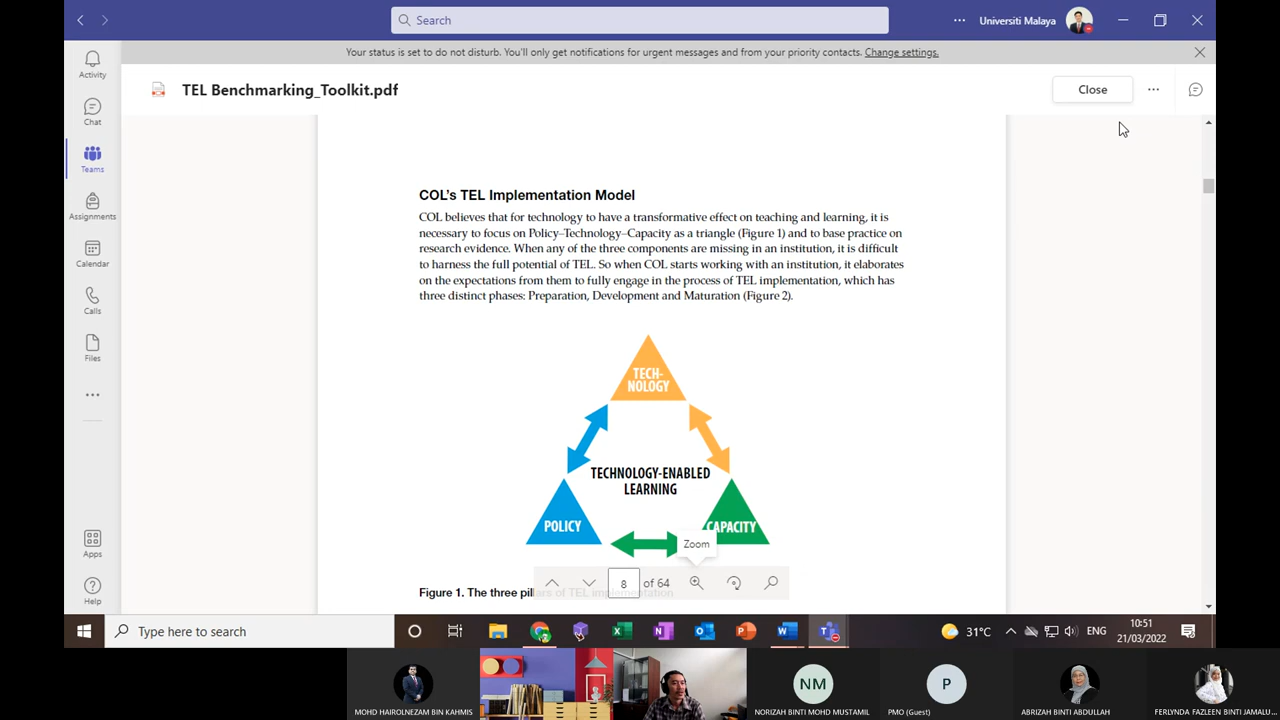 Search
Universiti Malaya
Your status is set to do not disturb. You'll only get notifications for urgent messages and from your priority contacts. Change settings.
Activity
Chat
Teams
Assignments
Calendar
Calls
Files
Apps
Help
TEL Benchmarking_Toolkit.pdf
Close
COL's TEL Implementation Model
COL believes that for technology to have a transformative effect on teaching and learning, it is
necessary to focus on Policy–Technology–Capacity as a triangle (Figure 1) and to base practice on
research evidence. When any of the three components are missing in an institution, it is difficult
to harness the full potential of TEL. So when COL starts working with an institution, it elaborates
on the expectations from them to fully engage in the process of TEL implementation, which has
three distinct phases: Preparation, Development and Maturation (Figure 2).
TECH-
NOLOGY
TECHNOLOGY-ENABLED
LEARNING
POLICY
CAPACITY
Zoom
8 of 64
Figure 1. The three pillars of TEL implementation
Type here to search
31°C
ENG
10:51
21/03/2022
MOHD HAIROLNEZAM BIN KAHMIS
NM
NORIZAH BINTI MOHD MUSTAMIL
P
PMO (Guest)
ABRIZAH BINTI ABDULLAH
FERLYNDA FAZLEEN BINTI JAMALU...